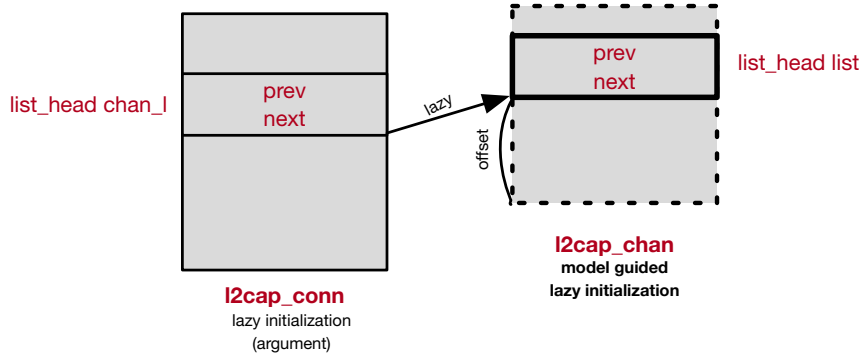 list_head chan_l
prev
next
lazy
prev
next
list_head list
offset
l2cap_conn
lazy initialization
(argument)
l2cap_chan
model guided
lazy initialization